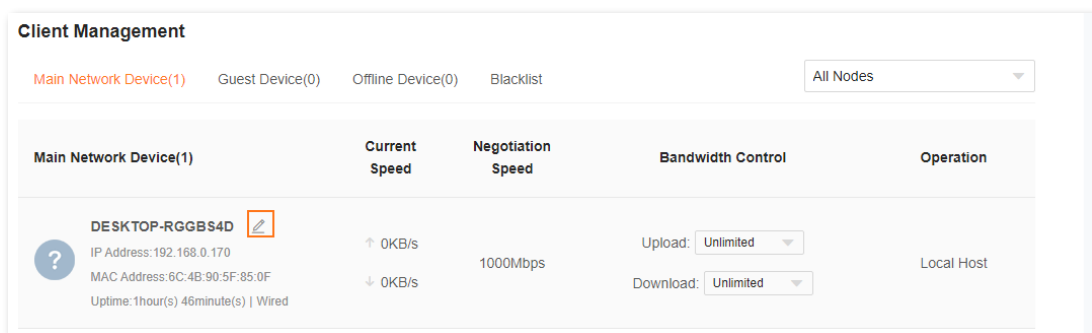 Client Management
Main Network Device(1) Guest Device(0) Offline Device(0) Blacklist All Nodes
Main Network Device(1) Current Speed Negotiation Speed Bandwidth Control Operation
DESKTOP-RGGBS4D
IP Address:192.168.0.170
MAC Address:6C:4B:90:5F:85:0F
Uptime:1hour(s) 46minute(s) | Wired
↑ 0KB/s
↓ 0KB/s
1000Mbps
Upload: Unlimited
Download: Unlimited
Local Host
?